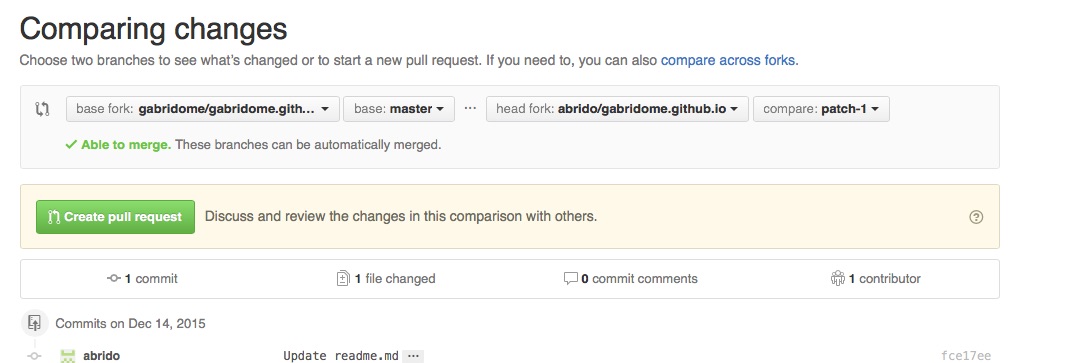 Comparing changes
Choose two branches to see what's changed or to start a new pull request. If you need to, you can also compare across forks.
base fork: gabridome/gabridome.gith... base: master ... head fork: abrido/gabridome.github.io compare: patch-1
Able to merge. These branches can be automatically merged.
Create pull request Discuss and review the changes in this comparison with others.
1 commit 1 file changed 0 commit comments 1 contributor
Commits on Dec 14, 2015
abrido Update readme.md ... fce17ee